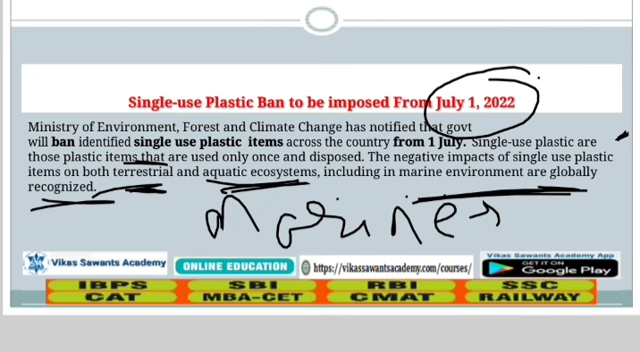 Single-use Plastic Ban to be imposed From July 1, 2022
Ministry of Environment, Forest and Climate Change has notified that govt
will ban identified single use plastic items across the country from 1 July. Single-use plastic are
those plastic items that are used only once and disposed. The negative impacts of single use plastic
items on both terrestrial and aquatic ecosystems, including in marine environment are globally
recognized.
Marines
Vikas Sawants Academy
ONLINE EDUCATION
https://vikassawantsacademy.com/courses/
Vikas Sawants Academy App
GET IT ON
Google Play
IBPS SBI RBI SSC
CAT MBA-CET CMAT RAILWAY